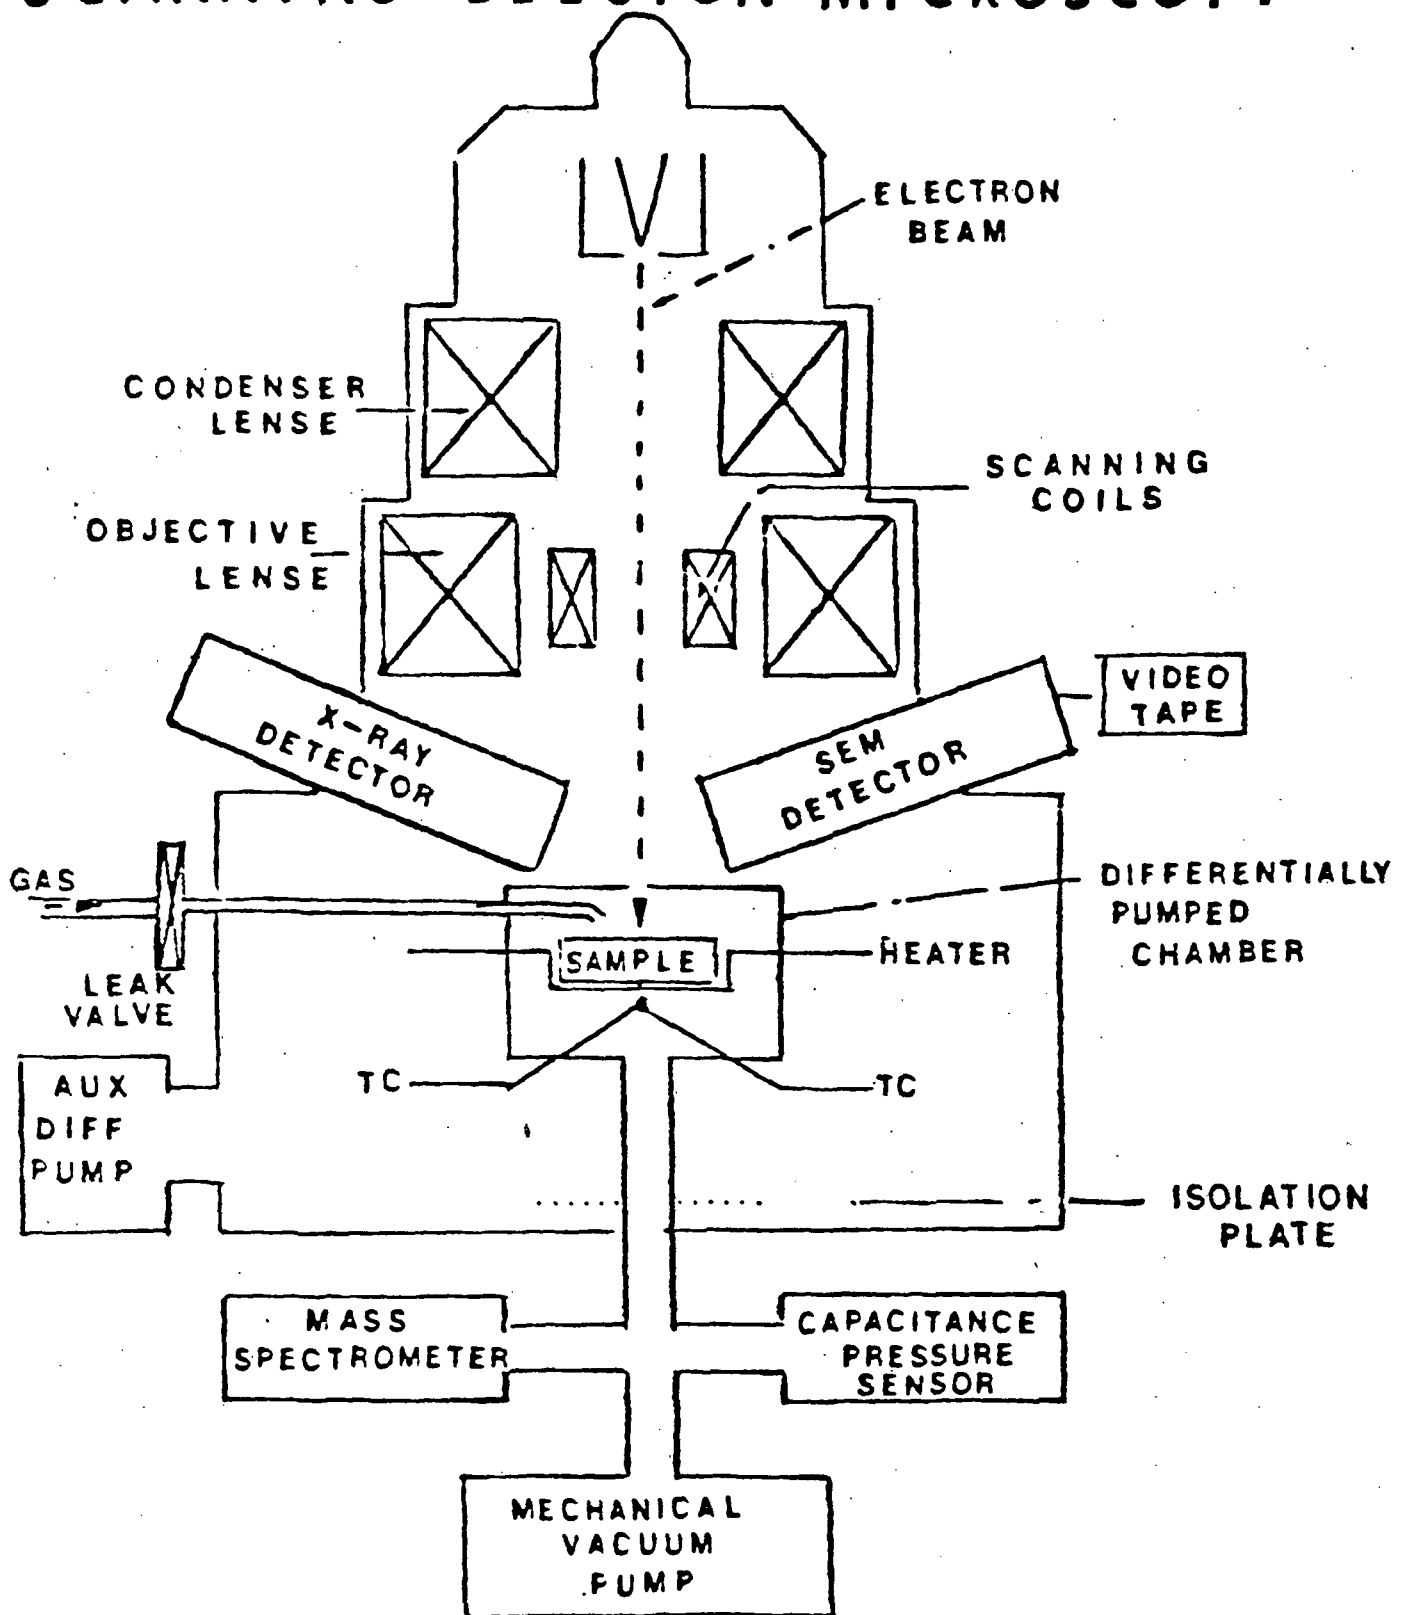 MICROSCOPY
ELECTRON
BEAM
CONDENSER
LENSE
SCANNING
COILS
OBJECTIVE
LENSE
VIDEO
TAPE
X-RAY
DETECTOR
SEM
DETECTOR
GAS
DIFFERENTIALLY
PUMPED
CHAMBER
SAMPLE
HEATER
LEAK
VALVE
AUX
DIFF
PUMP
TC
TC
ISOLATION
PLATE
MASS
SPECTROMETER
CAPACITANCE
PRESSURE
SENSOR
MECHANICAL
VACUUM
PUMP